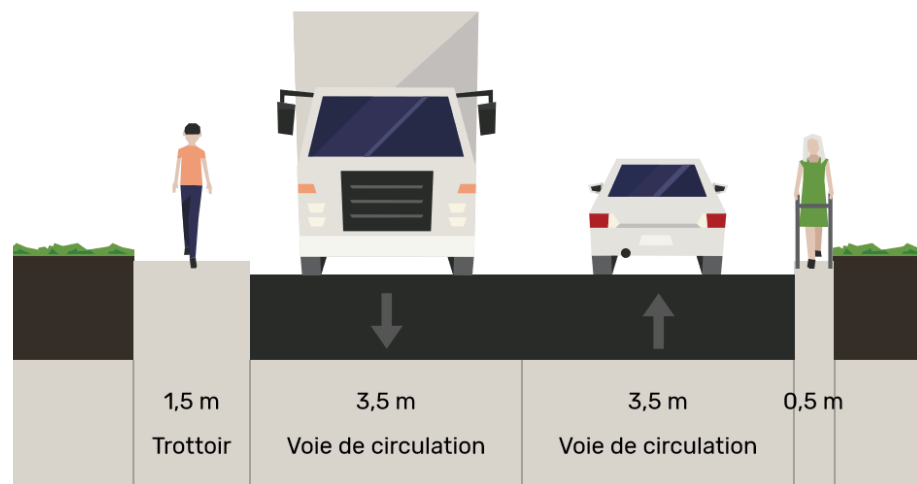 1,5 m
Trottoir
3,5 m
Voie de circulation
3,5 m
Voie de circulation
0,5 m